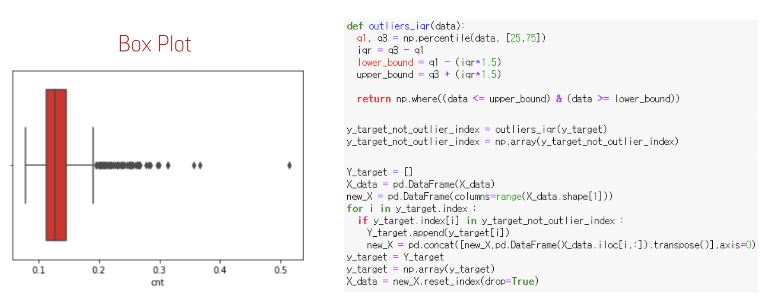 Box Plot
0.1 0.2 0.3 0.4 0.5
cnt
def outliers_iqr(data):
q1, q3 = np.percentile(data, [25,75])
iqr = q3 - q1
lower_bound = q1 - (iqr*1.5)
upper_bound = q3 + (iqr*1.5)
return np.where((data <= upper_bound) & (data >= lower_bound))
y_target_not_outlier_index = outliers_iqr(y_target)
y_target_not_outlier_index = np.array(y_target_not_outlier_index)
Y_target = []
X_data = pd.DataFrame(X_data)
new_X = pd.DataFrame(columns=range(X_data.shape[1]))
for i in y_target.index :
if y_target.index[i] in y_target_not_outlier_index :
Y_target.append(y_target[i])
new_X = pd.concat([new_X,pd.DataFrame(X_data.iloc[i,:]).transpose()],axis=0)
y_target = Y_target
y_target = np.array(y_target)
X_data = new_X.reset_index(drop=True)